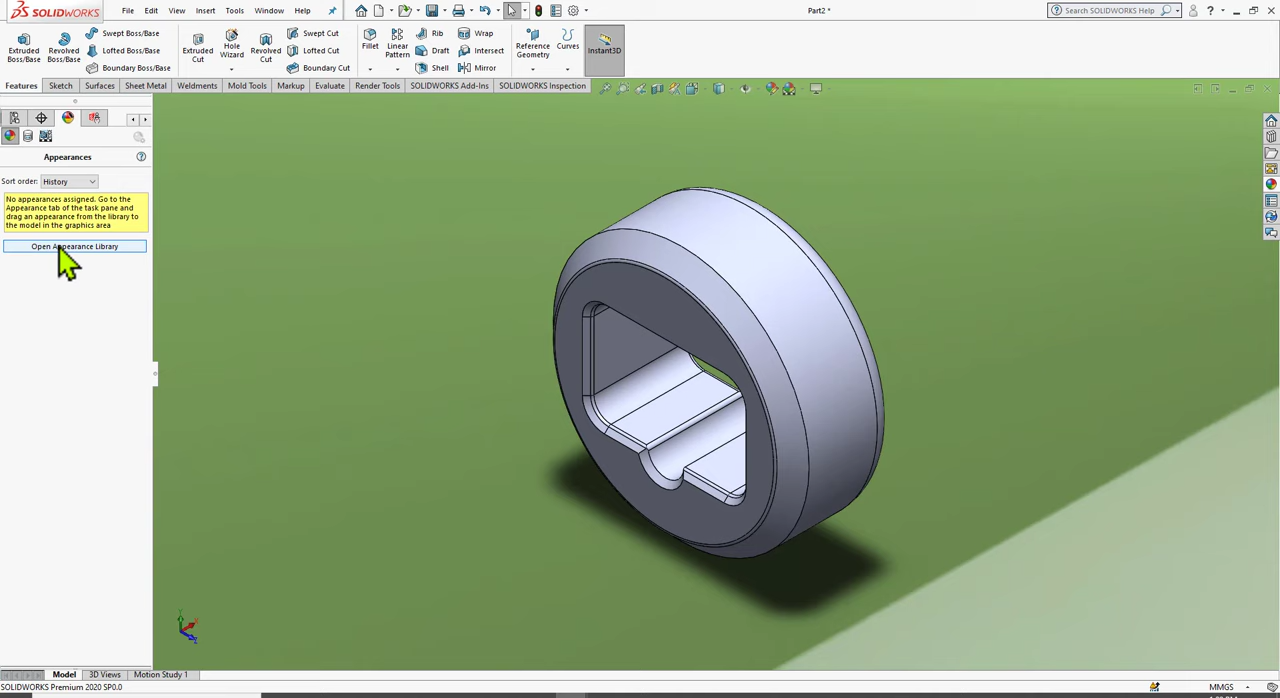 SOLIDWORKS
File Edit View Insert Tools Window Help
Part2 *
Search SOLIDWORKS Help
Extruded Boss/Base
Revolved Boss/Base
Swept Boss/Base
Lofted Boss/Base
Boundary Boss/Base
Extruded Cut
Hole Wizard
Revolved Cut
Swept Cut
Lofted Cut
Boundary Cut
Fillet
Linear Pattern
Rib
Draft
Shell
Wrap
Intersect
Mirror
Reference Geometry
Curves
Instant3D
Features Sketch Surfaces Sheet Metal Weldments Mold Tools Markup Evaluate Render Tools SOLIDWORKS Add-Ins SOLIDWORKS Inspection
Appearances
Sort order: History
No appearances assigned. Go to the
Appearance tab of the task pane and
drag an appearance from the library to
the model in the graphics area
Open Appearance Library
Model 3D Views Motion Study 1
SOLIDWORKS Premium 2020 SP0.0
MMGS